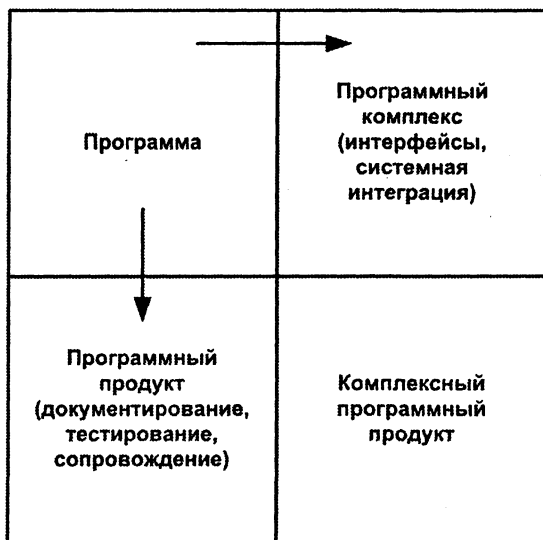 Программа
Программный
комплекс
(интерфейсы,
системная
интеграция)
Программный
продукт
(документирование,
тестирование,
сопровождение)
Комплексный
программный
продукт